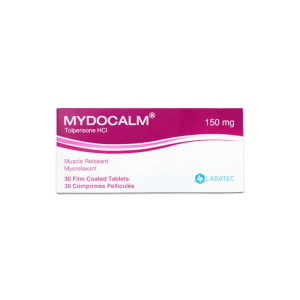 MYDOCALM®
150 mg
Tolperisone HCl
Muscle Relaxant
Myorelaxant
30 Film Coated Tablets
30 Comprimés Pelliculés
LABATEC